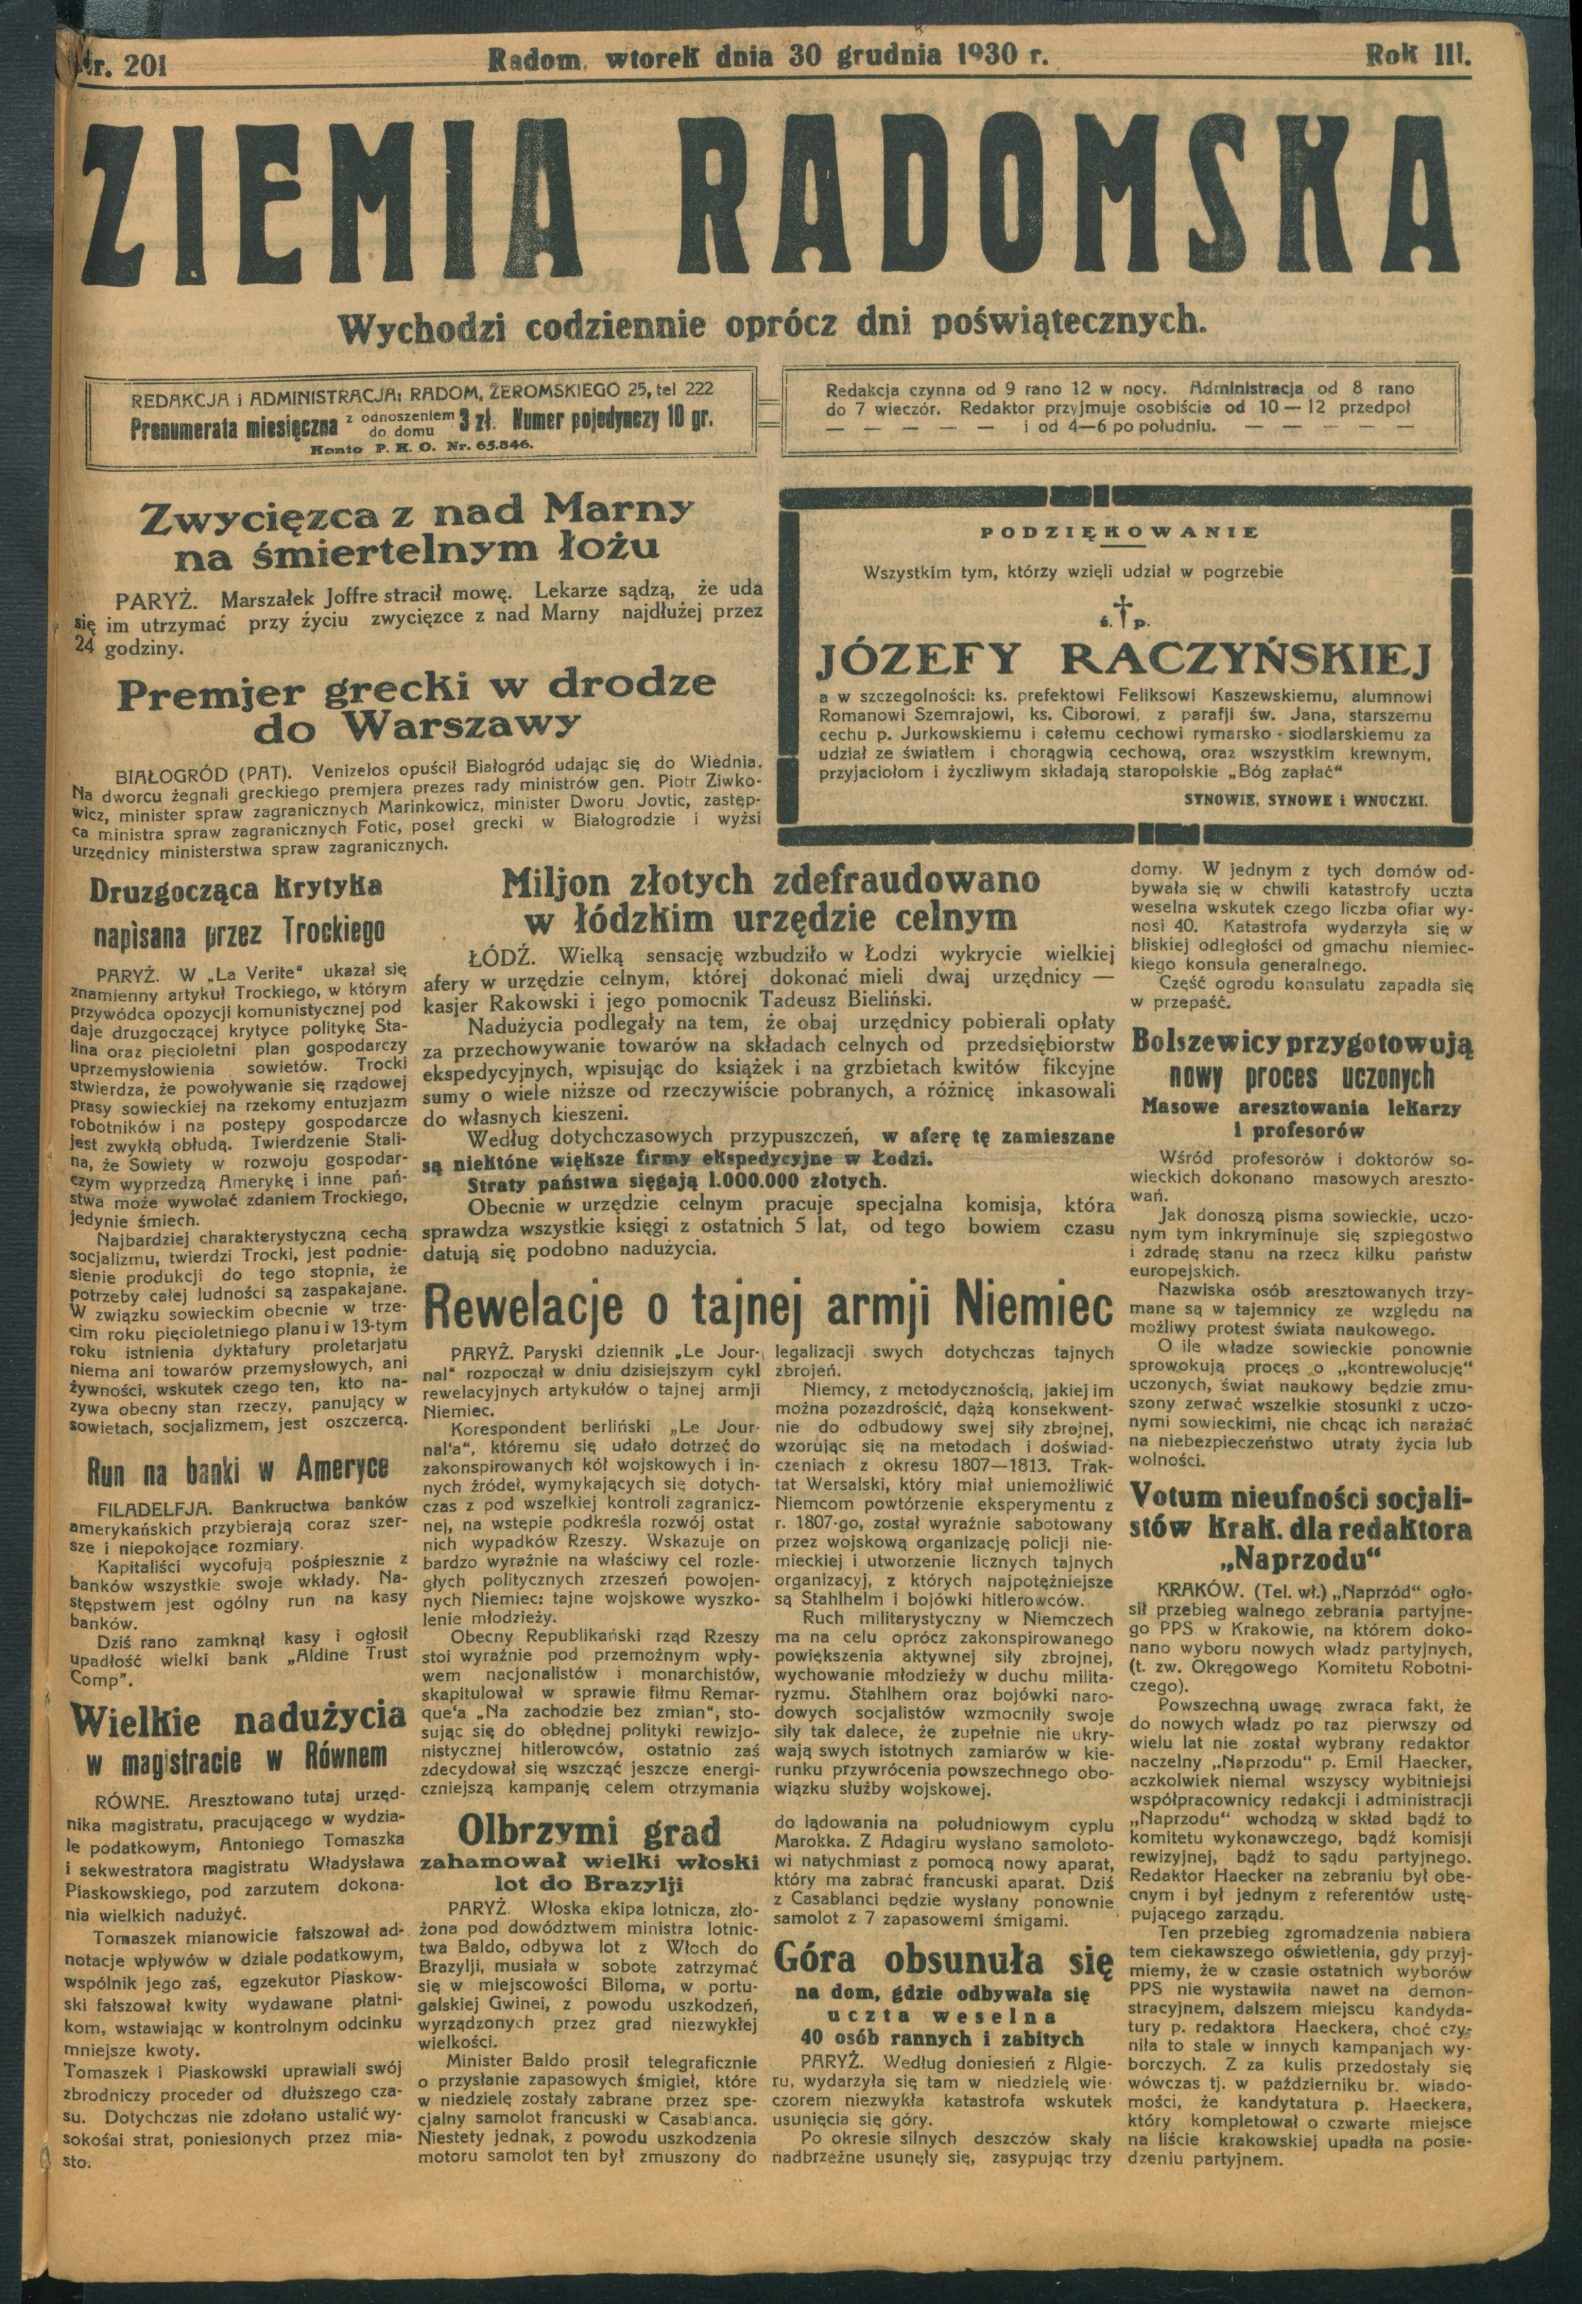 Nr. 201
Radom, wtorek dnia 30 grudnia 1930 r.
Rok III.
ZIEMIA RADOMSKA
Wychodzi codziennie oprócz dni poświątecznych.
REDAKCJA i ADMINISTRACJA: RADOM, ŻEROMSKIEGO 25, tel 222
Prenumerata miesięczna z odnoszeniem do domu 3 zł. Numer pojedynczy 10 gr.
Konto P. K. O. Nr. 65.846.
Redakcja czynna od 9 rano 12 w nocy. Administracja od 8 rano
do 7 wieczór. Redaktor przyjmuje osobiście od 10 — 12 przedpoł
— — — — — i od 4—6 po południu. — — — — —
Zwycięzca z nad Marny
na śmiertelnym łożu
PARYŻ. Marszałek Joffre stracił mowę. Lekarze sądzą, że uda
się im utrzymać przy życiu zwycięzce z nad Marny najdłużej przez
24 godziny.
Premjer grecki w drodze
do Warszawy
BIAŁOGRÓD (PAT). Venizelos opuścił Białogród udając się do Wiednia.
Na dworcu żegnali greckiego premjera prezes rady ministrów gen. Piotr Ziwko-
wicz, minister spraw zagranicznych Marinkowicz, minister Dworu Jovtic, zastęp-
ca ministra spraw zagranicznych Fotic, poseł grecki w Białogrodzie i wyżsi
urzędnicy ministerstwa spraw zagranicznych.
PODZIĘKOWANIE
Wszystkim tym, którzy wzięli udział w pogrzebie
ś. † p.
JÓZEFY RACZYŃSKIEJ
a w szczegolności: ks. prefektowi Feliksowi Kaszewskiemu, alumnowi
Romanowi Szemrajowi, ks. Ciborowi, z parafji św. Jana, starszemu
cechu p. Jurkowskiemu i całemu cechowi rymarsko - siodlarskiemu za
udział ze światłem i chorągwią cechową, oraz wszystkim krewnym,
przyjaciołom i życzliwym składają staropolskie „Bóg zapłać“
SYNOWIE, SYNOWE i WNUCZKI.
Druzgocząca krytyka
napisana przez Trockiego
PARYŻ. W „La Verite“ ukazał się
znamienny artykuł Trockiego, w którym
przywódca opozycji komunistycznej pod
daje druzgoczącej krytyce politykę Sta-
lina oraz pięcioletni plan gospodarczy
uprzemysłowienia sowietów. Trocki
stwierdza, że powoływanie się rządowej
prasy sowieckiej na rzekomy entuzjazm
robotników i na postępy gospodarcze
jest zwykłą obłudą. Twierdzenie Stali-
na, że Sowiety w rozwoju gospodar-
czym wyprzedzą Amerykę i inne pań-
stwa może wywołać zdaniem Trockiego,
jedynie śmiech.
Najbardziej charakterystyczną cechą
socjalizmu, twierdzi Trocki, jest podnie-
sienie produkcji do tego stopnia, że
potrzeby całej ludności są zaspakajane.
W związku sowieckim obecnie w trze-
cim roku pięcioletniego planu i w 13-tym
roku istnienia dyktatury proletarjatu
niema ani towarów przemysłowych, ani
żywności, wskutek czego ten, kto na-
zywa obecny stan rzeczy, panujący w
sowietach, socjalizmem, jest oszczercą.
Run na banki w Ameryce
FILADELFJA. Bankructwa banków
amerykańskich przybierają coraz szer-
sze i niepokojące rozmiary.
Kapitaliści wycofują pośpiesznie z
banków wszystkie swoje wkłady. Na-
stępstwem jest ogólny run na kasy
banków.
Dziś rano zamknął kasy i ogłosił
upadłość wielki bank „Aldine Trust
Comp”.
Wielkie nadużycia
w magistracie w Równem
RÓWNE. Aresztowano tutaj urzęd-
nika magistratu, pracującego w wydzia-
le podatkowym, Antoniego Tomaszka
i sekwestratora magistratu Władysława
Piaskowskiego, pod zarzutem dokona-
nia wielkich nadużyć.
Tomaszek mianowicie fałszował ad-
notacje wpływów w dziale podatkowym,
wspólnik jego zaś, egzekutor Piaskow-
ski fałszował kwity wydawane płatni-
kom, wstawiając w kontrolnym odcinku
mniejsze kwoty.
Tomaszek i Piaskowski uprawiali swój
zbrodniczy proceder od dłuższego cza-
su. Dotychczas nie zdołano ustalić wy-
sokośai strat, poniesionych przez mia-
sto.
Miljon złotych zdefraudowano
w łódzkim urzędzie celnym
ŁÓDŹ. Wielką sensację wzbudziło w Łodzi wykrycie wielkiej
afery w urzędzie celnym, której dokonać mieli dwaj urzędnicy —
kasjer Rakowski i jego pomocnik Tadeusz Bieliński.
Nadużycia podlegały na tem, że obaj urzędnicy pobierali opłaty
za przechowywanie towarów na składach celnych od przedsiębiorstw
ekspedycyjnych, wpisując do książek i na grzbietach kwitów fikcyjne
sumy o wiele niższe od rzeczywiście pobranych, a różnicę inkasowali
do własnych kieszeni.
Według dotychczasowych przypuszczeń, w aferę tę zamieszane
są niektóne większe firmy ekspedycyjne w Łodzi.
Straty państwa sięgają 1.000.000 złotych.
Obecnie w urzędzie celnym pracuje specjalna komisja, która
sprawdza wszystkie księgi z ostatnich 5 lat, od tego bowiem czasu
datują się podobno nadużycia.
Rewelacje o tajnej armji Niemiec
PARYŻ. Paryski dziennik „Le Jour-
nal“ rozpoczął w dniu dzisiejszym cykl
rewelacyjnych artykułów o tajnej armji
Niemiec.
Korespondent berliński „Le Jour-
nal'a“, któremu się udało dotrzeć do
zakonspirowanych kół wojskowych i in-
nych źródeł, wymykających się dotych-
czas z pod wszelkiej kontroli zagranicz-
nej, na wstępie podkreśla rozwój ostat
nich wypadków Rzeszy. Wskazuje on
bardzo wyraźnie na właściwy cel rozle-
głych politycznych zrzeszeń powojen-
nych Niemiec: tajne wojskowe wyszko-
lenie młodzieży.
Obecny Republikański rząd Rzeszy
stoi wyraźnie pod przemożnym wpły-
wem nacjonalistów i monarchistów,
skapitulował w sprawie filmu Remar-
que'a „Na zachodzie bez zmian“, sto-
sując się do obłędnej polityki rewizjo-
nistycznej hitlerowców, ostatnio zaś
zdecydował się wszcząć jeszcze energi-
czniejszą kampanję celem otrzymania
legalizacji swych dotychczas tajnych
zbrojeń.
Niemcy, z metodycznością, jakiej im
można pozazdrościć, dążą konsekwent-
nie do odbudowy swej siły zbrojnej,
wzorując się na metodach i doświad-
czeniach z okresu 1807—1813. Trak-
tat Wersalski, który miał uniemożliwić
Niemcom powtórzenie eksperymentu z
r. 1807-go, został wyraźnie sabotowany
przez wojskową organizację policji nie-
mieckiej i utworzenie licznych tajnych
organizacyj, z których najpotężniejsze
są Stahlhelm i bojówki hitlerowców.
Ruch militarystyczny w Niemczech
ma na celu oprócz zakonspirowanego
powiększenia aktywnej siły zbrojnej,
wychowanie młodzieży w duchu milita-
ryzmu. Stahlhem oraz bojówki naro-
dowych socjalistów wzmocniły swoje
siły tak dalece, że zupełnie nie ukry-
wają swych istotnych zamiarów w kie-
runku przywrócenia powszechnego obo-
wiązku służby wojskowej.
Olbrzymi grad
zahamował wielki włoski
lot do Brazylji
PARYŻ. Włoska ekipa lotnicza, zło-
żona pod dowództwem ministra lotnic-
twa Baldo, odbywa lot z Włoch do
Brazylji, musiała w sobotę zatrzymać
się w miejscowości Biloma, w portu-
galskiej Gwinei, z powodu uszkodzeń,
wyrządzonych przez grad niezwykłej
wielkości.
Minister Baldo prosił telegraficznie
o przysłanie zapasowych śmigieł, które
w niedzielę zostały zabrane przez spe-
cjalny samolot francuski w Casablanca.
Niestety jednak, z powodu uszkodzenia
motoru samolot ten był zmuszony do
do lądowania na południowym cyplu
Marokka. Z Adagiru wysłano samoloto-
wi natychmiast z pomocą nowy aparat,
który ma zabrać francuski aparat. Dziś
z Casablanci będzie wysłany ponownie
samolot z 7 zapasowemi śmigami.
Góra obsunuła się
na dom, gdzie odbywała się
uczta weselna
40 osób rannych i zabitych
PARYŻ. Według doniesień z Algie-
ru, wydarzyła się tam w niedzielę wie-
czorem niezwykła katastrofa wskutek
usunięcia się góry.
Po okresie silnych deszczów skały
nadbrzeżne usunęły się, zasypując trzy
domy. W jednym z tych domów od-
bywała się w chwili katastrofy uczta
weselna wskutek czego liczba ofiar wy-
nosi 40. Katastrofa wydarzyła się w
bliskiej odległości od gmachu niemiec-
kiego konsula generalnego.
Część ogrodu konsulatu zapadła się
w przepaść.
Bolszewicy przygotowują
nowy proces uczonych
Masowe aresztowania lekarzy
i profesorów
Wśród profesorów i doktorów so-
wieckich dokonano masowych areszto-
wań.
Jak donoszą pisma sowieckie, uczo-
nym tym inkryminuje się szpiegostwo
i zdradę stanu na rzecz kilku państw
europejskich.
Nazwiska osób aresztowanych trzy-
mane są w tajemnicy ze względu na
możliwy protest świata naukowego.
O ile władze sowieckie ponownie
sprowokują procęs o „kontrewolucję“
uczonych, świat naukowy będzie zmu-
szony zerwać wszelkie stosunki z uczo-
nymi sowieckimi, nie chcąc ich narażać
na niebezpieczeństwo utraty życia lub
wolności.
Votum nieufności socjali-
stów krak. dla redaktora
„Naprzodu“
KRAKÓW. (Tel. wł.) „Naprzód“ ogło-
sił przebieg walnego zebrania partyjne-
go PPS w Krakowie, na którem doko-
nano wyboru nowych władz partyjnych,
(t. zw. Okręgowego Komitetu Robotni-
czego).
Powszechną uwagę zwraca fakt, że
do nowych władz po raz pierwszy od
wielu lat nie został wybrany redaktor
naczelny „Naprzodu“ p. Emil Haecker,
aczkolwiek niemal wszyscy wybitniejsi
współpracownicy redakcji i administracji
„Naprzodu“ wchodzą w skład bądź to
komitetu wykonawczego, bądź komisji
rewizyjnej, bądź to sądu partyjnego.
Redaktor Haecker na zebraniu był obe-
cnym i był jednym z referentów ustę-
pującego zarządu.
Ten przebieg zgromadzenia nabiera
tem ciekawszego oświetlenia, gdy przyj-
miemy, że w czasie ostatnich wyborów
PPS nie wystawiła nawet na demon-
stracyjnem, dalszem miejscu kandyda-
tury p. redaktora Haeckera, choć czy-
niła to stale w innych kampanjach wy-
borczych. Z za kulis przedostały się
wówczas tj. w październiku br. wiado-
mości, że kandytatura p. Haeckera,
który kompletował o czwarte miejsce
na liście krakowskiej upadła na posie-
dzeniu partyjnem.